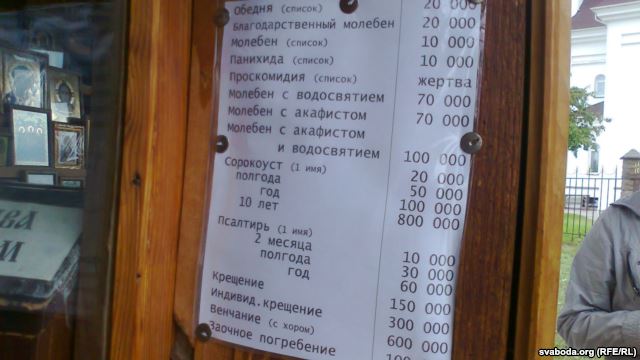 Обедня (список) 20 000
Благодарственный молебен 20 000
Молебен (список) 10 000
Панихида (список) 10 000
Проскомидия (список) жертва
Молебен с водосвятием 70 000
Молебен с акафистом 70 000
Молебен с акафистом
и водосвятием 100 000
Сорокоуст (1 имя) 20 000
полгода 50 000
год 100 000
10 лет 800 000
Псалтирь (1 имя)
2 месяца 10 000
полгода 30 000
год 60 000
Крещение 150 000
Индивид.крещение 300 000
Венчание (с хором) 600 000
Заочное погребение
svaboda.org (RFE/RL)